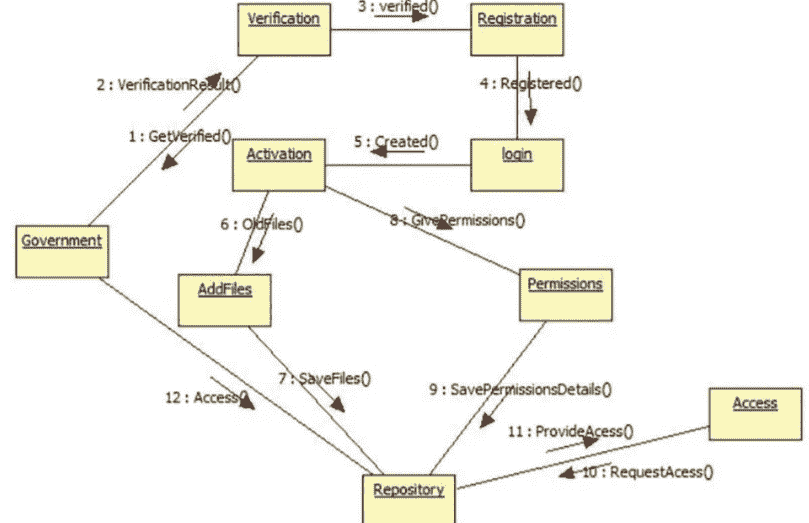 3 : verified()
Verification
Registration
2 : VerificationResult()
4 : Registered()
1 : GetVerified()
5 : Created()
Activation
login
6 : OldFiles()
8 : GivePermissions()
Government
AddFiles
Permissions
7 : SaveFiles()
9 : SavePermissionsDetails()
12 : Access()
Access
11 : ProvideAcess()
10 : RequestAcess()
Repository